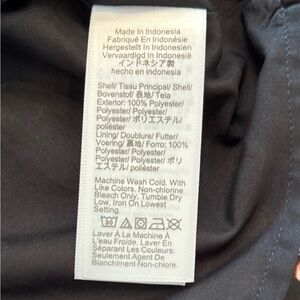 Made In Indonesia
Fabriqué En Indonésie
Hergestellt In Indonesien
Vervaardigd In Indonesië
インドネシア製
hecho en indonesia
Shell/ Tissu Principal/ Shell/
Bovenstof/ 表地/ Tela
Exterior: 100% Polyester/
Polyester/ Polyester/
Polyester/ ポリエステル/
poliéster
Lining/ Doublure/ Futter/
Voering/ 裏地/ Forro: 100%
Polyester/ Polyester/
Polyester/ Polyester/ ポリ
エステル/ poliéster
Machine Wash Cold. With
Like Colors. Non-chlorine
Bleach Only. Tumble Dry
Low. Iron On Lowest
Setting.
30
Laver À La Machine À
L'eau Froide. Laver En
Séparant Les Couleurs.
Seulement Agent De
Blanchiment Non-chlore.